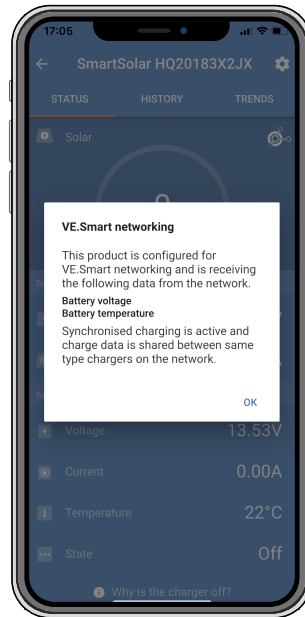 17:05
SmartSolar HQ20183X2JX
STATUS HISTORY TRENDS
Solar
VE.Smart networking
This product is configured for
VE.Smart networking and is receiving
the following data from the network.
Battery voltage
Battery temperature
Synchronised charging is active and
charge data is shared between same
type chargers on the network.
OK
Voltage 13.53V
Current 0.00A
Temperature 22°C
State Off
Why is the charger off?